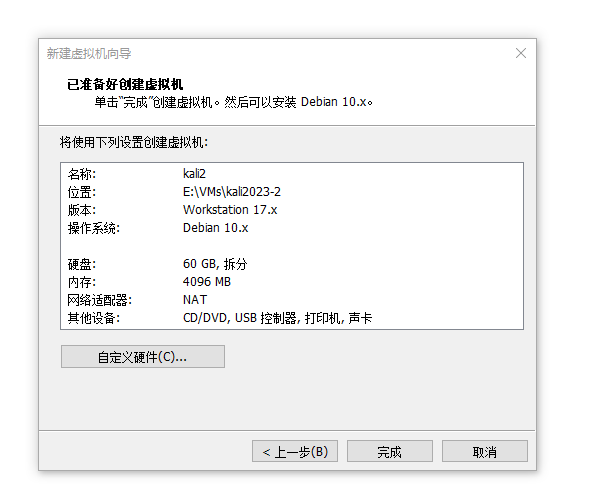 新建虚拟机向导
已准备好创建虚拟机
单击“完成”创建虚拟机。然后可以安装 Debian 10.x。
将使用下列设置创建虚拟机:
名称: kali2
位置: E:\VMs\kali2023-2
版本: Workstation 17.x
操作系统: Debian 10.x
硬盘: 60 GB, 拆分
内存: 4096 MB
网络适配器: NAT
其他设备: CD/DVD, USB 控制器, 打印机, 声卡
自定义硬件(C)...
< 上一步(B) 完成 取消